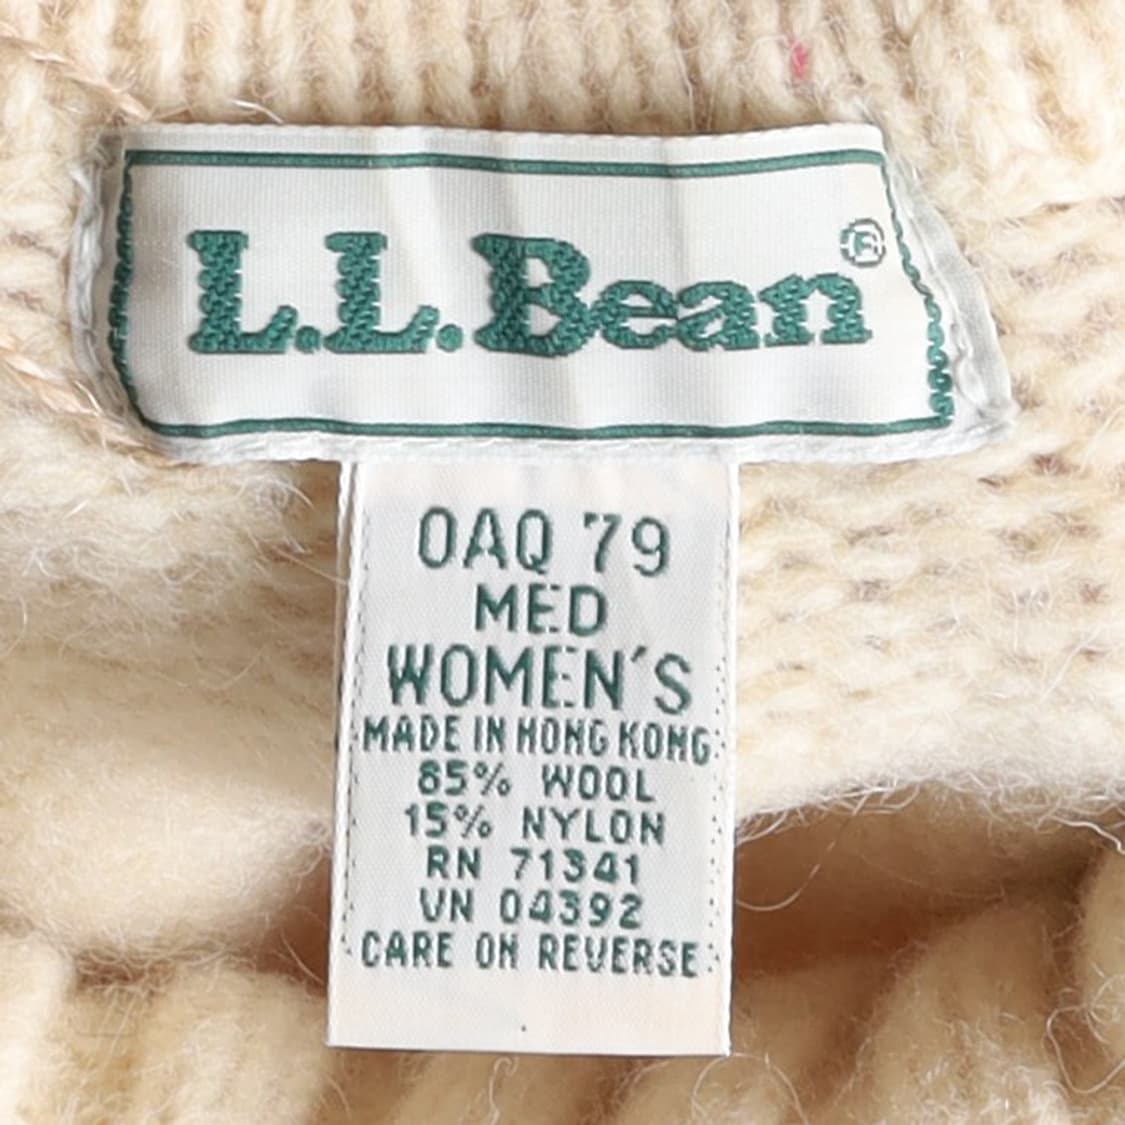 L.L.Bean®
0AQ 79
MED
WOMEN'S
MADE IN HONG KONG
85% WOOL
15% NYLON
RN 71341
VN 04392
CARE ON REVERSE